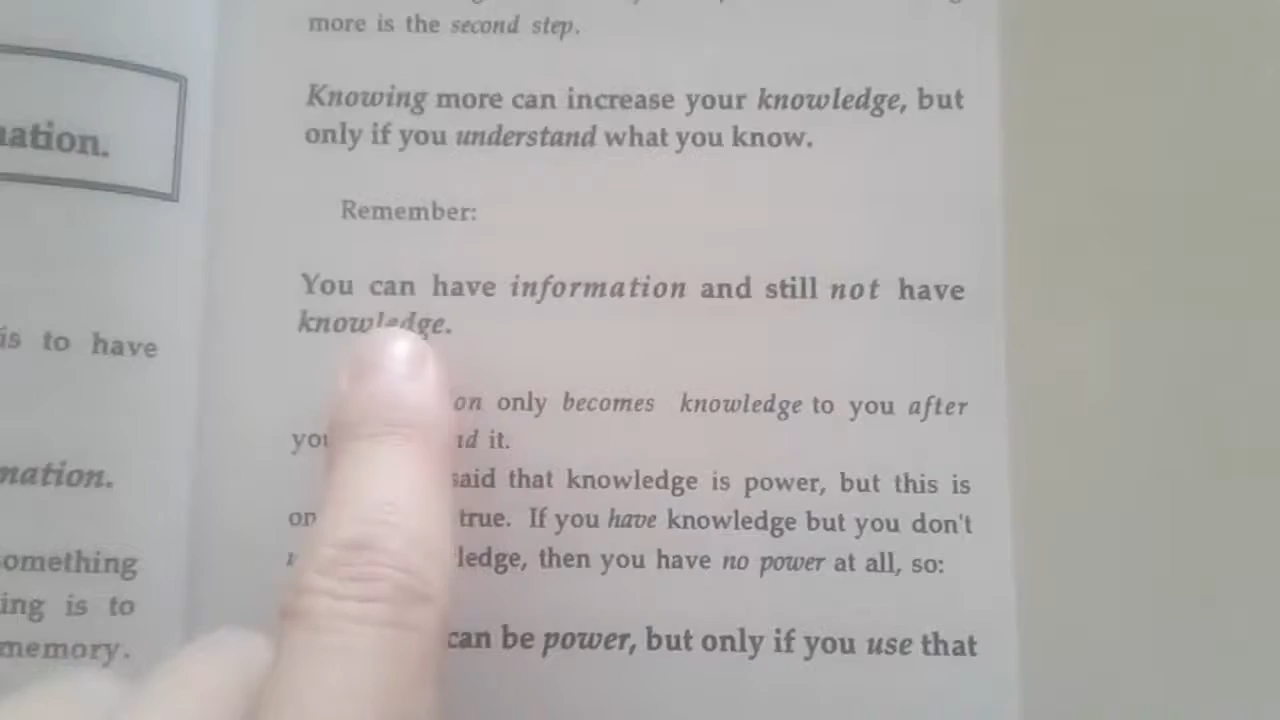 ation.
is to have
mation.
omething
ing is to
memory.
more is the second step.
Knowing more can increase your knowledge, but
only if you understand what you know.
Remember:
You can have information and still not have
knowledge.
on only becomes knowledge to you after
it.
said that knowledge is power, but this is
true. If you have knowledge but you don't
ledge, then you have no power at all, so:
can be power, but only if you use that